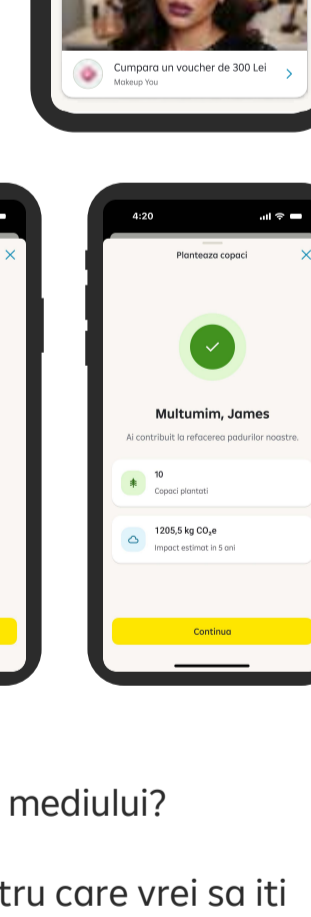 Cumpara un voucher de 300 Lei
Makeup You
4:20
Planteaza copaci
Multumim, James
Ai contribuit la refacerea padurilor noastre.
10
Copaci plantati
1205,5 kg CO₂e
Impact estimat in 5 ani
Continua
mediului?
tru care vrei sa iti